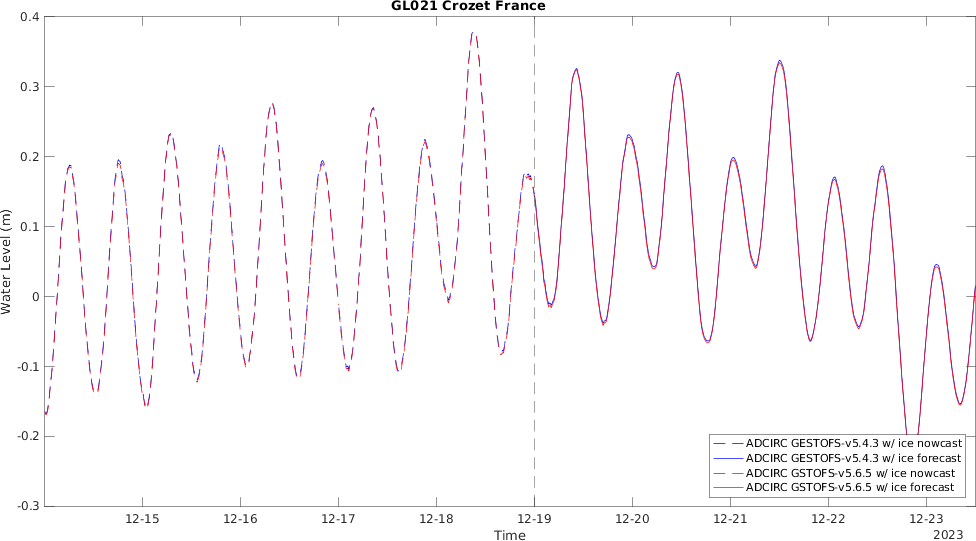 GL021 Crozet France
0.4
0.3
0.2
0.1
0
-0.1
-0.2
-0.3
Water Level (m)
ADCIRC GESTOFS-v5.4.3 w/ ice nowcast
ADCIRC GESTOFS-v5.4.3 w/ ice forecast
ADCIRC GSTOFS-v5.6.5 w/ ice nowcast
ADCIRC GSTOFS-v5.6.5 w/ ice forecast
12-15 12-16 12-17 12-18 12-19 12-20 12-21 12-22 12-23
Time
2023